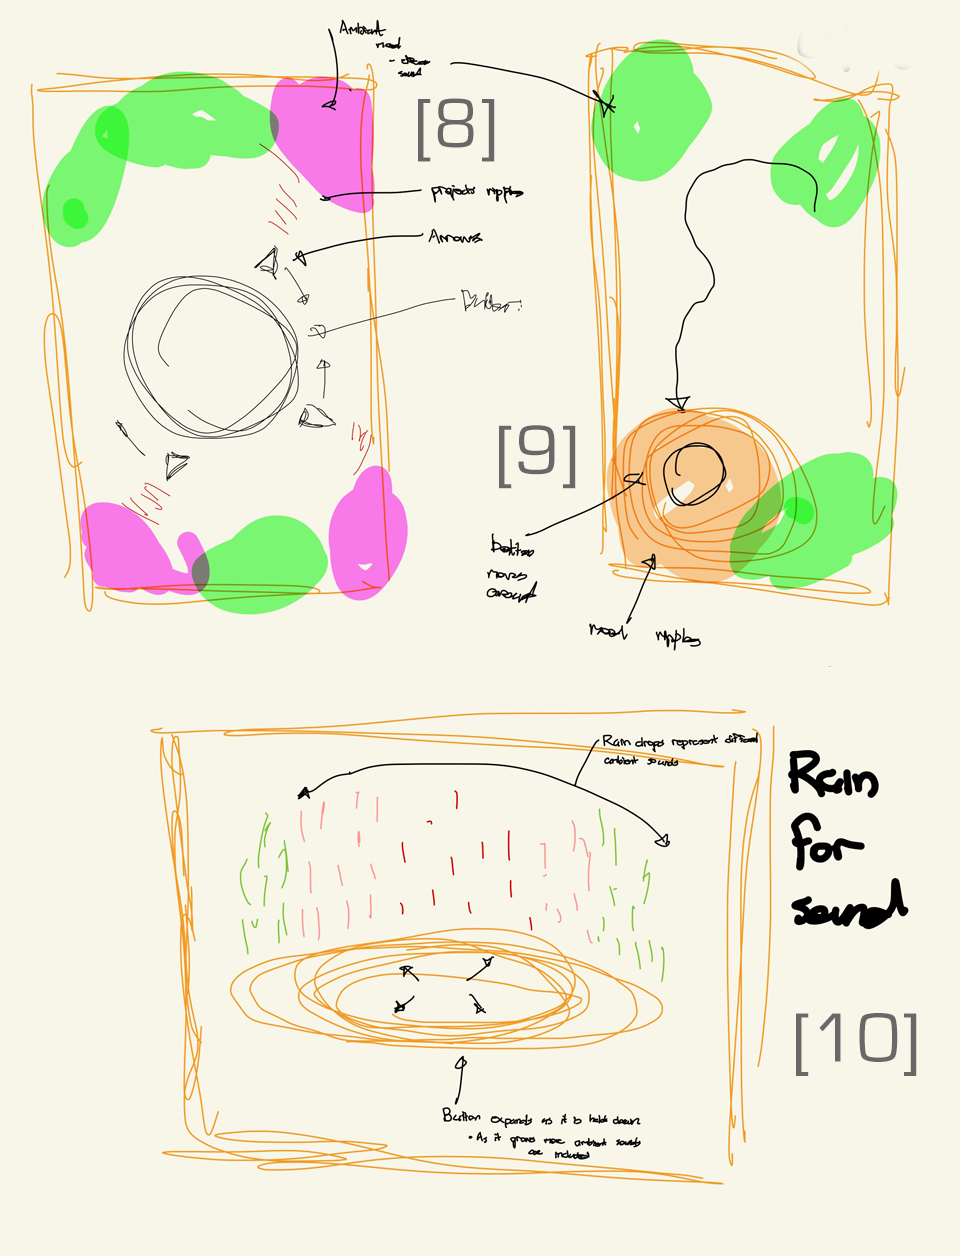 Ambient
mood
sound
[8]
projects ripples
Arrows
Button
[9]
button
moves
around
mood ripples
Rain drops represent different
ambient sounds
Rain
for
sound
[10]
Button expands as it is held down
• As it grows more ambient sounds
are included